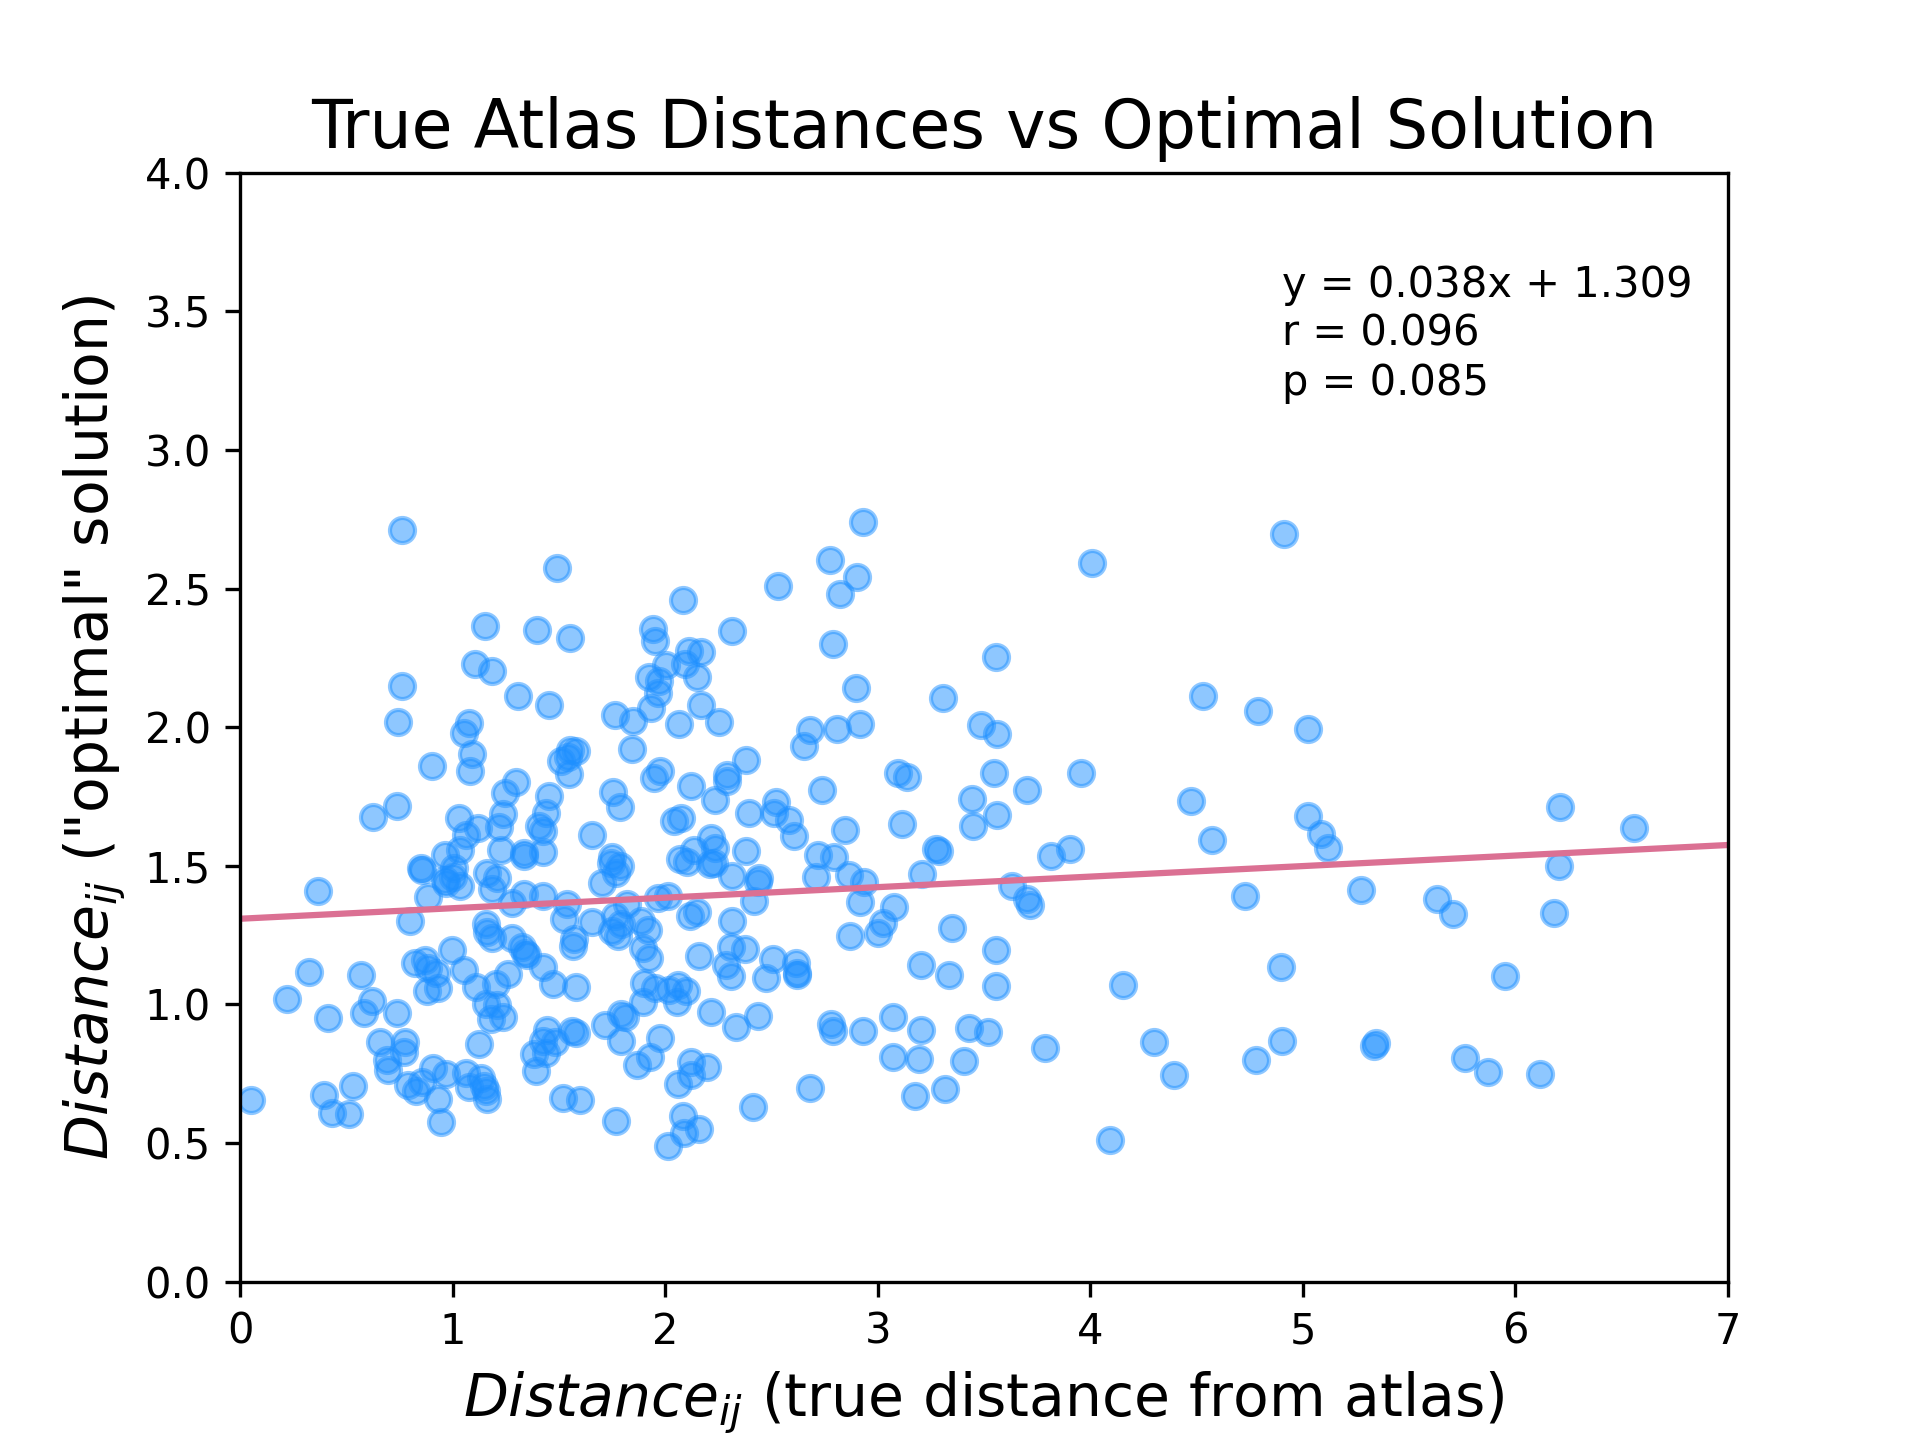 True Atlas Distances vs Optimal Solution
4.0
3.5
3.0
2.5
2.0
1.5
1.0
0.5
0.0
y = 0.038x + 1.309
r = 0.096
p = 0.085
Distance_ij ("optimal" solution)
0 1 2 3 4 5 6 7
Distance_ij (true distance from atlas)